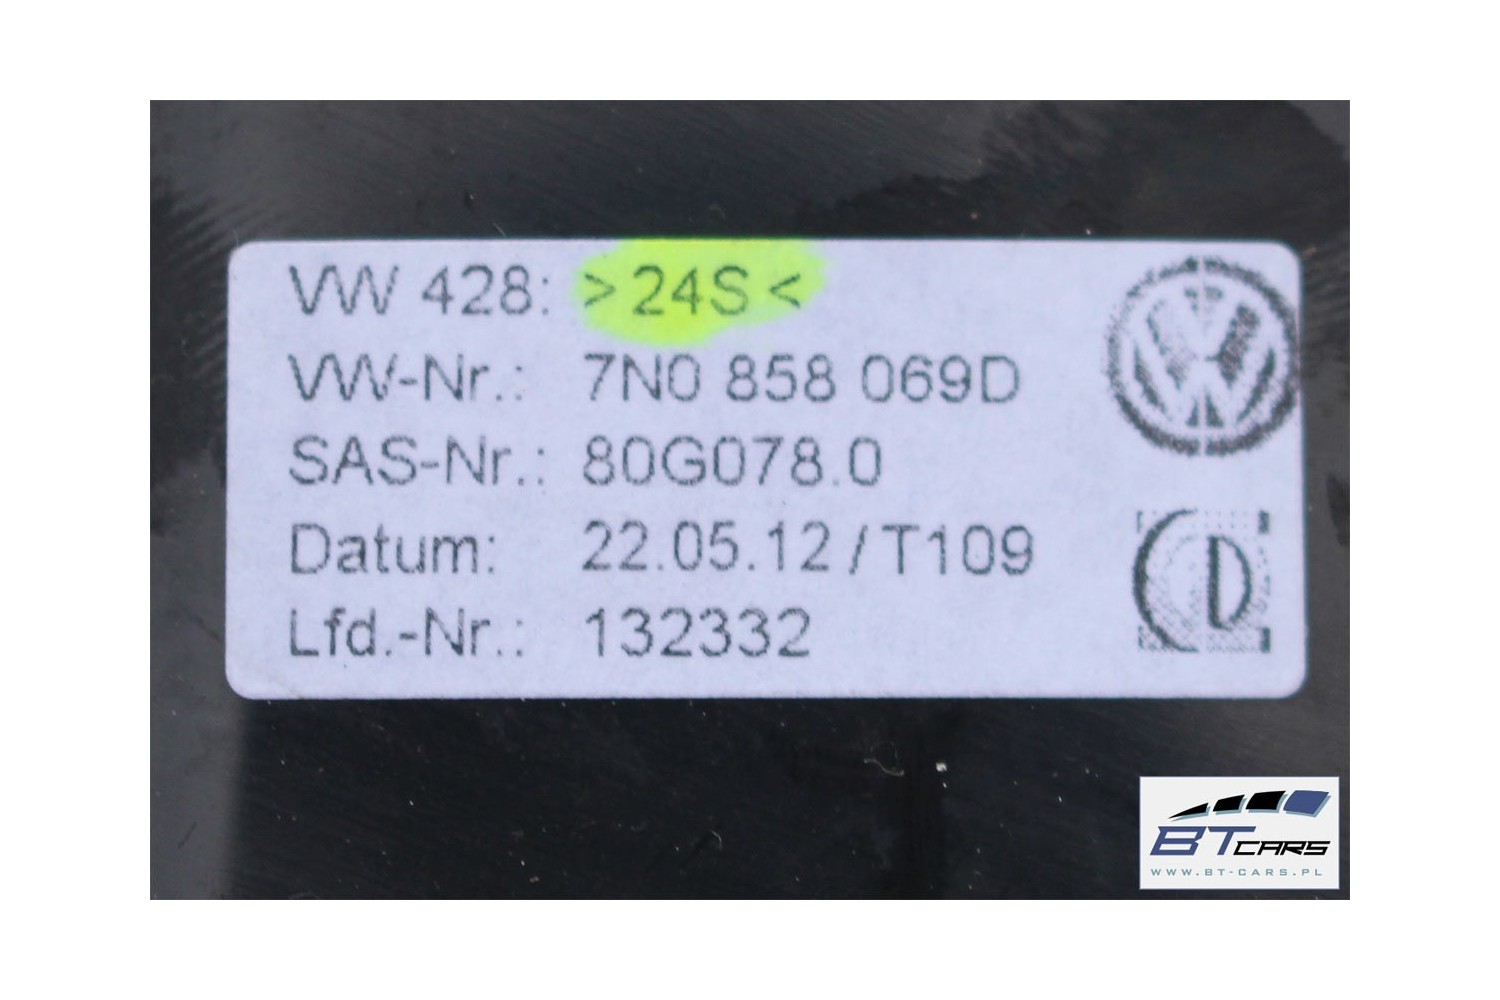 VW 428: >24S<
VW-Nr.: 7N0 858 069D
SAS-Nr.: 80G078.0
Datum: 22.05.12/T109
Lfd.-Nr.: 132332
BT CARS
WWW.BT-CARS.PL